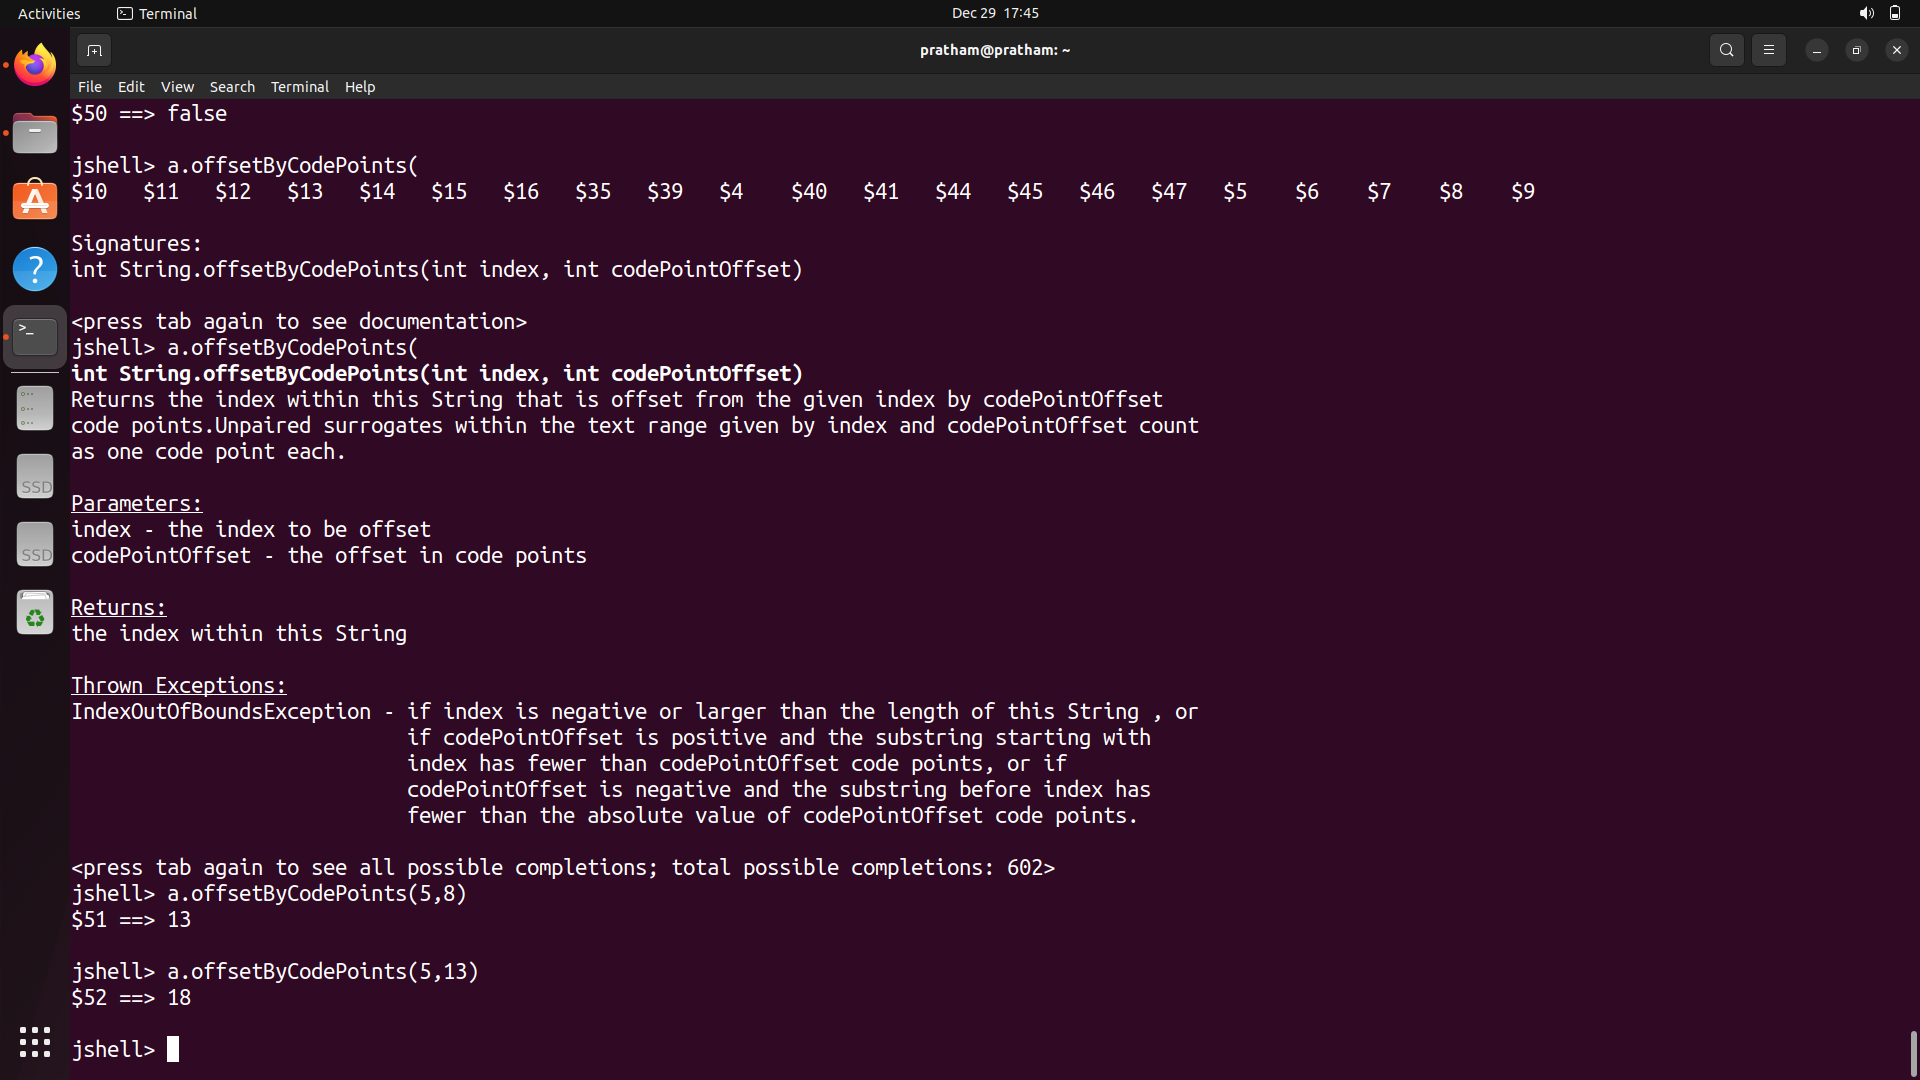 Activities Terminal Dec 29 17:45
pratham@pratham: ~
File Edit View Search Terminal Help
$50 ==> false
jshell> a.offsetByCodePoints(
$10 $11 $12 $13 $14 $15 $16 $35 $39 $4 $40 $41 $44 $45 $46 $47 $5 $6 $7 $8 $9
Signatures:
int String.offsetByCodePoints(int index, int codePointOffset)
<press tab again to see documentation>
jshell> a.offsetByCodePoints(
int String.offsetByCodePoints(int index, int codePointOffset)
Returns the index within this String that is offset from the given index by codePointOffset
code points.Unpaired surrogates within the text range given by index and codePointOffset count
as one code point each.
Parameters:
index - the index to be offset
codePointOffset - the offset in code points
Returns:
the index within this String
Thrown Exceptions:
IndexOutOfBoundsException - if index is negative or larger than the length of this String , or
if codePointOffset is positive and the substring starting with
index has fewer than codePointOffset code points, or if
codePointOffset is negative and the substring before index has
fewer than the absolute value of codePointOffset code points.
<press tab again to see all possible completions; total possible completions: 602>
jshell> a.offsetByCodePoints(5,8)
$51 ==> 13
jshell> a.offsetByCodePoints(5,13)
$52 ==> 18
jshell>
SSD
SSD